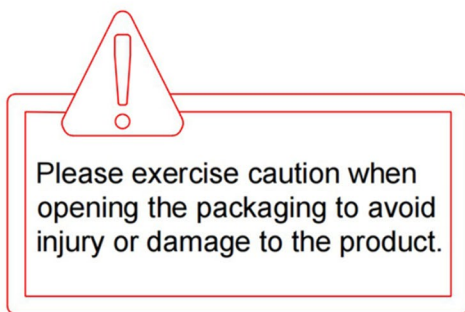 Please exercise caution when
opening the packaging to avoid
injury or damage to the product.